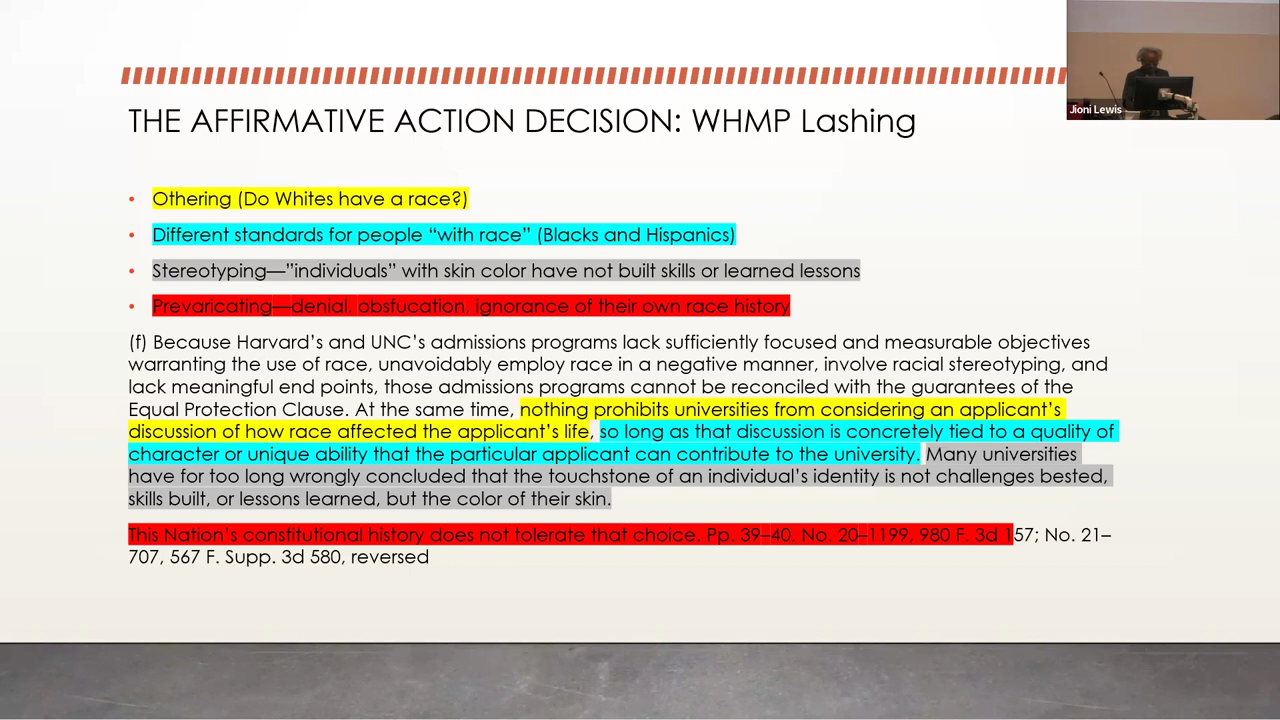 Jioni Lewis
THE AFFIRMATIVE ACTION DECISION: WHMP Lashing
• Othering (Do Whites have a race?)
• Different standards for people “with race” (Blacks and Hispanics)
• Stereotyping—”individuals” with skin color have not built skills or learned lessons
• Prevaricating—denial, obsfucation, ignorance of their own race history
(f) Because Harvard’s and UNC’s admissions programs lack sufficiently focused and measurable objectives
warranting the use of race, unavoidably employ race in a negative manner, involve racial stereotyping, and
lack meaningful end points, those admissions programs cannot be reconciled with the guarantees of the
Equal Protection Clause. At the same time, nothing prohibits universities from considering an applicant’s
discussion of how race affected the applicant’s life, so long as that discussion is concretely tied to a quality of
character or unique ability that the particular applicant can contribute to the university. Many universities
have for too long wrongly concluded that the touchstone of an individual’s identity is not challenges bested,
skills built, or lessons learned, but the color of their skin.
This Nation’s constitutional history does not tolerate that choice. Pp. 39–40. No. 20–1199, 980 F. 3d 157; No. 21–
707, 567 F. Supp. 3d 580, reversed